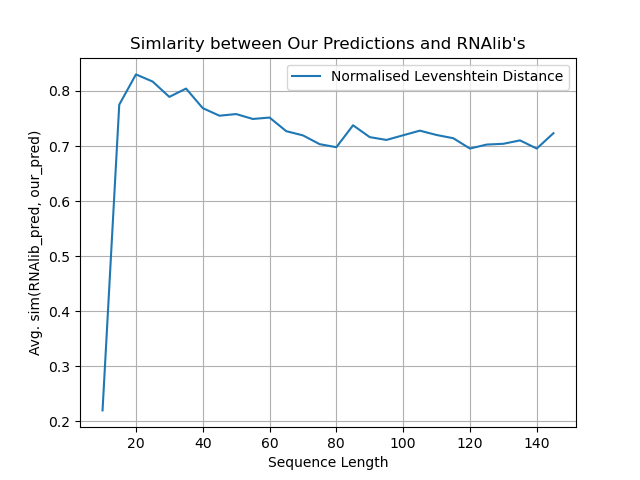 Simlarity between Our Predictions and RNAlib's
Normalised Levenshtein Distance
Avg. sim(RNAlib_pred, our_pred)
0.8
0.7
0.6
0.5
0.4
0.3
0.2
20 40 60 80 100 120 140
Sequence Length